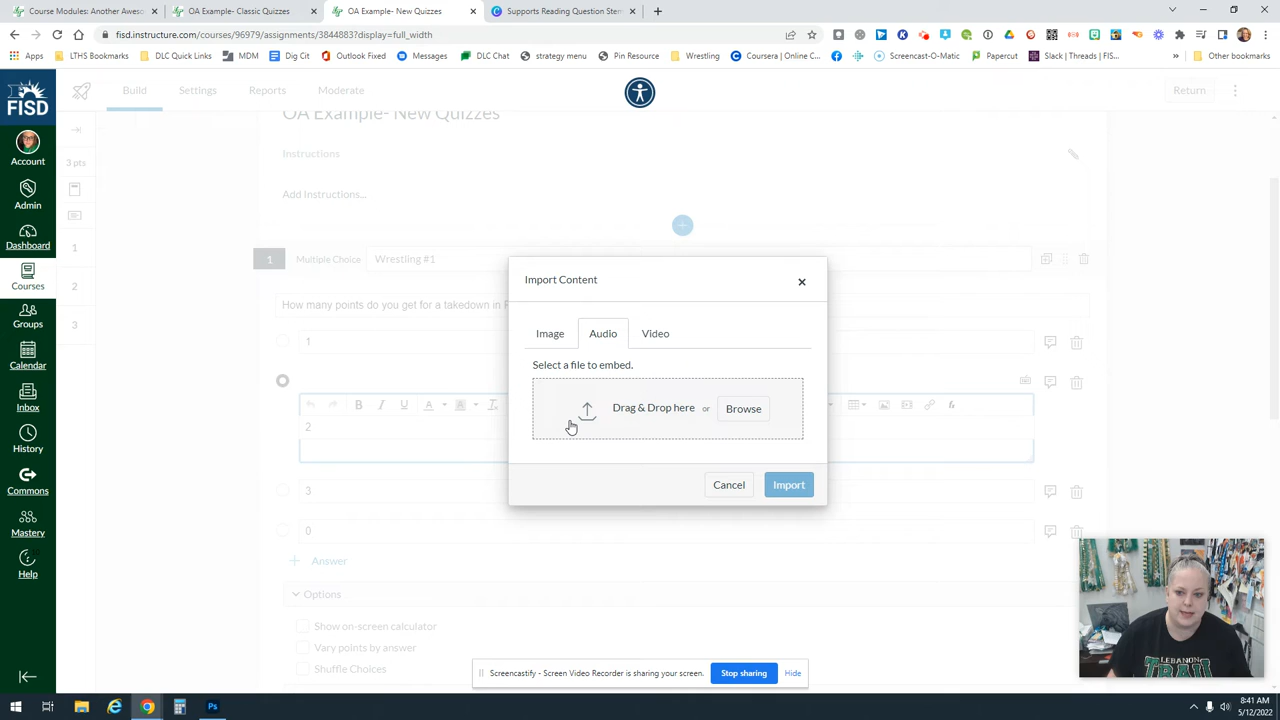 Course Modules: Another Aweso
OA Example- Classic Quizzes
OA Example- New Quizzes
Supports Reading Question Stem
fisd.instructure.com/courses/96979/assignments/3844883?display=full_width
Apps
LTHS Bookmarks
DLC Quick Links
MDM
Dig Cit
Outlook Fixed
Messages
DLC Chat
strategy menu
Pin Resource
Wrestling
Coursera | Online C...
Screencast-O-Matic
Papercut
Slack | Threads | FIS...
Other bookmarks
FISD
Account
Admin
Dashboard
Courses
Groups
Calendar
Inbox
History
Commons
Mastery
Help
Build
Settings
Reports
Moderate
Return
3 pts
1
2
3
OA Example- New Quizzes
Instructions
Add Instructions...
1
Multiple Choice
Wrestling #1
How many points do you get for a takedown in
1
B
I
U
A
A
2
3
0
Answer
Options
Show on-screen calculator
Vary points by answer
Shuffle Choices
Import Content
Image
Audio
Video
Select a file to embed.
Drag & Drop here or Browse
Cancel
Import
Screencastify - Screen Video Recorder is sharing your screen.
Stop sharing
Hide
LEBANON
TRAIL
8:41 AM
5/12/2022